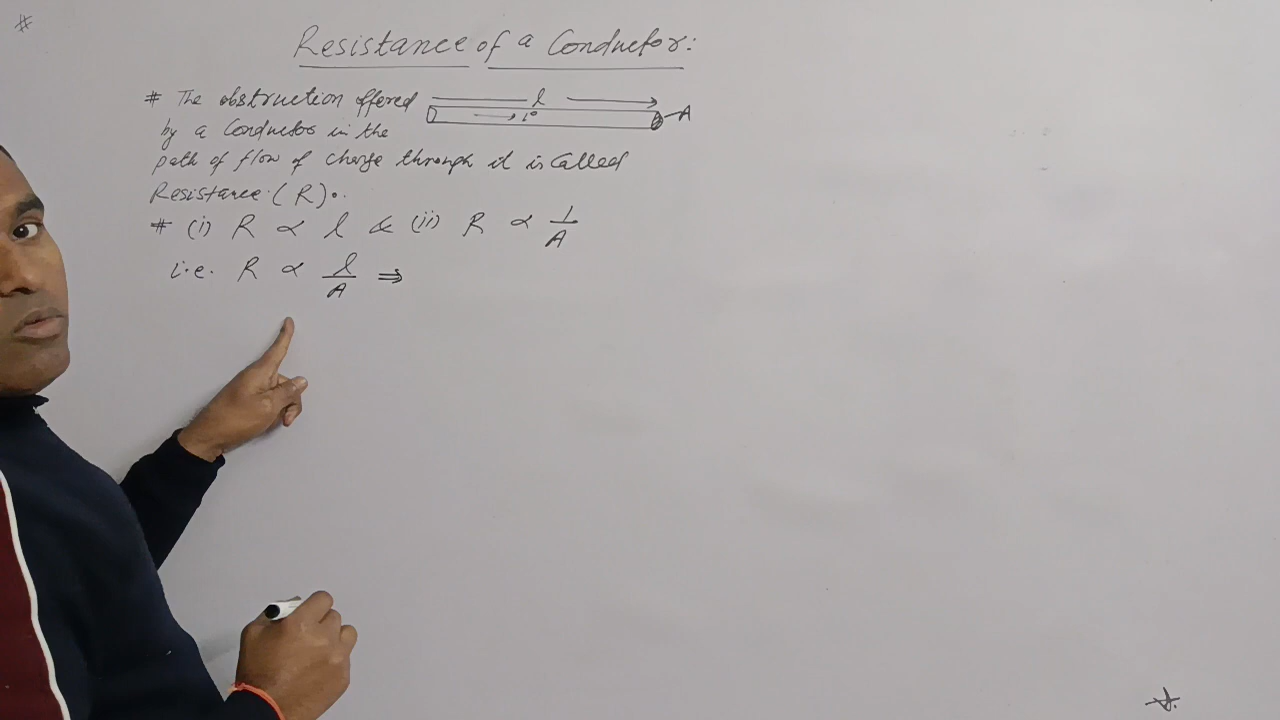 #
Resistance of a Conductor:
# The obstruction offered
l
i
A
by a Conductor in the
path of flow of charge through it is called
Resistance (R).
# (i) R ∝ l & (ii) R ∝ 1/A
i.e. R ∝ l/A ⇒